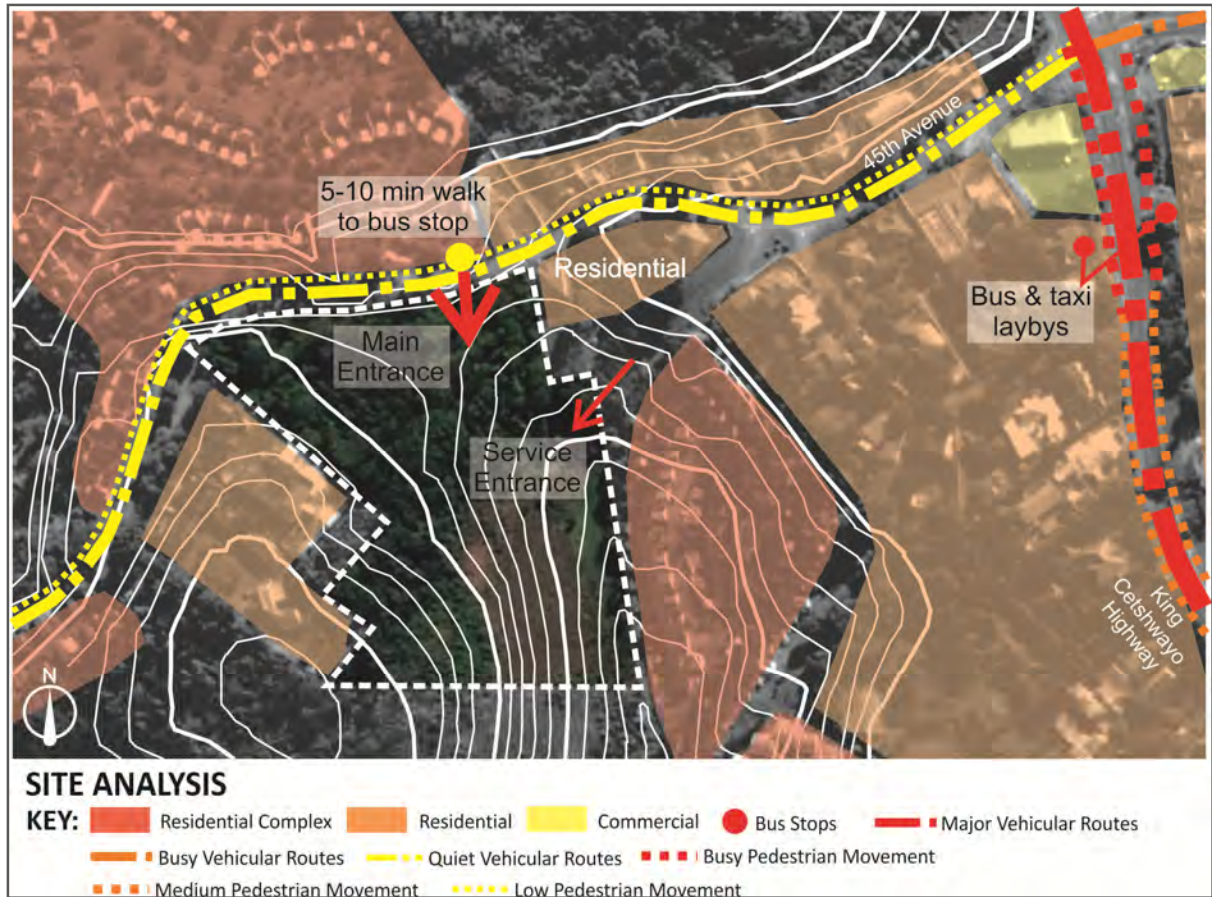 45th Avenue
5-10 min walk
to bus stop
Residential
Bus & taxi
laybys
Main
Entrance
Service
Entrance
King
Cetshwayo
Highway
N
SITE ANALYSIS
KEY: Residential Complex Residential Commercial Bus Stops Major Vehicular Routes
Busy Vehicular Routes Quiet Vehicular Routes Busy Pedestrian Movement
Medium Pedestrian Movement Low Pedestrian Movement